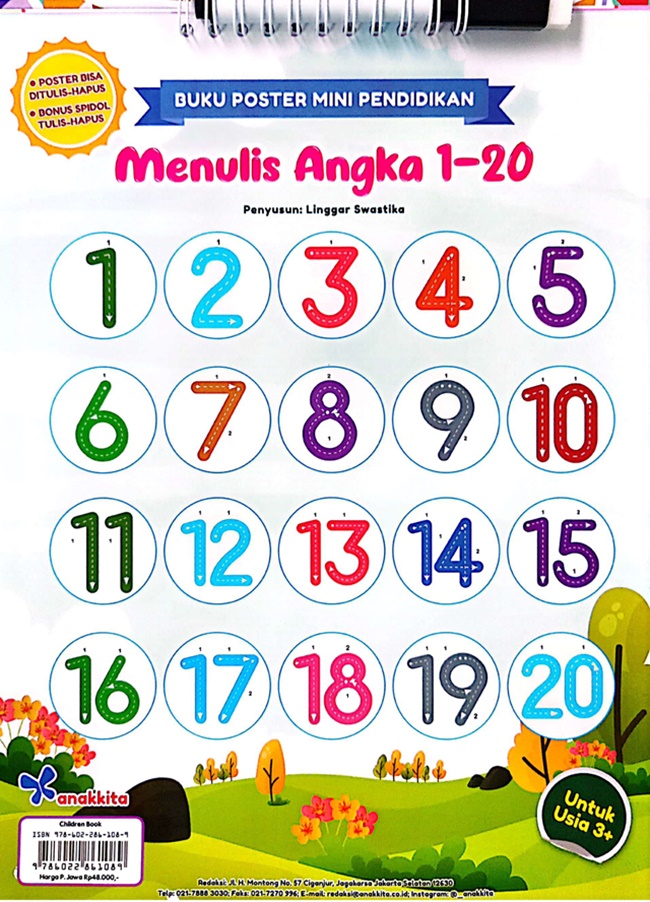 • POSTER BISA
DITULIS-HAPUS
• BONUS SPIDOL
TULIS-HAPUS
BUKU POSTER MINI PENDIDIKAN
Menulis Angka 1-20
Penyusun: Linggar Swastika
1 2 3 4 5
6 7 8 9 10
11 12 13 14 15
16 17 18 19 20
anakkita
Untuk
Usia 3+
Children Book
ISBN 978-602-286-108-9
9 786022 861089
Harga P. Jawa Rp48.000,-
Redaksi: Jl. H. Montong No. 57 Ciganjur, Jagakarsa Jakarta Selatan 12630
Telp: 021-7888 3030; Faks: 021-7270 996; E-mail: redaksi@anakkita.co.id; Instagram: @_anakkita